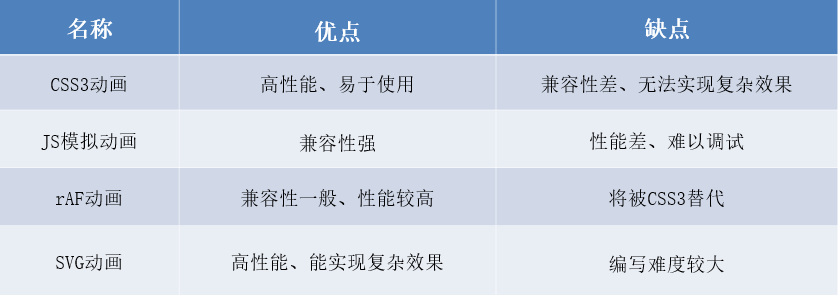 名称 优点 缺点
CSS3动画 高性能、易于使用 兼容性差、无法实现复杂效果
JS模拟动画 兼容性强 性能差、难以调试
rAF动画 兼容性一般、性能较高 将被CSS3替代
SVG动画 高性能、能实现复杂效果 编写难度较大